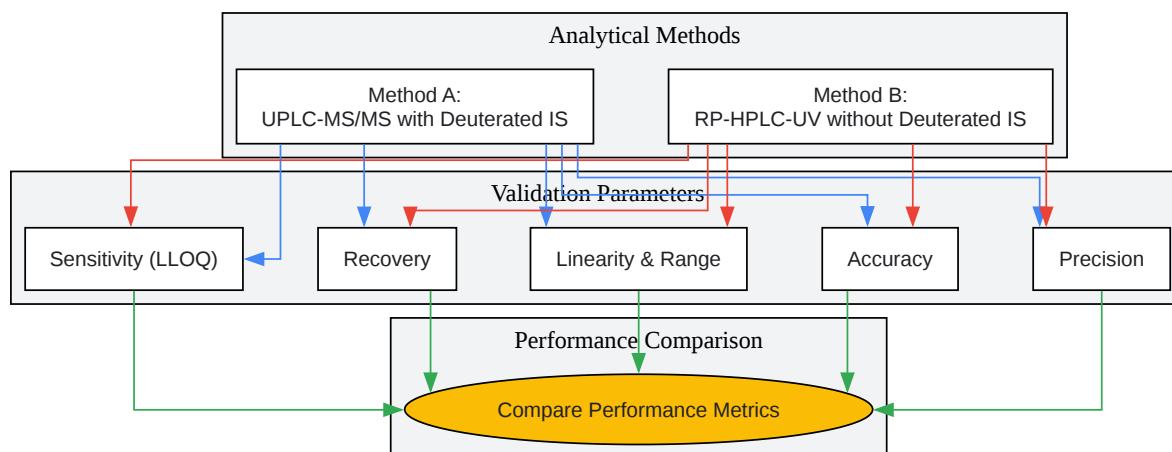 Analytical Methods
Method A:
UPLC-MS/MS with Deuterated IS
Method B:
RP-HPLC-UV without Deuterated IS
Validation Parameters
Sensitivity (LLOQ)
Recovery
Linearity & Range
Accuracy
Precision
Performance Comparison
Compare Performance Metrics